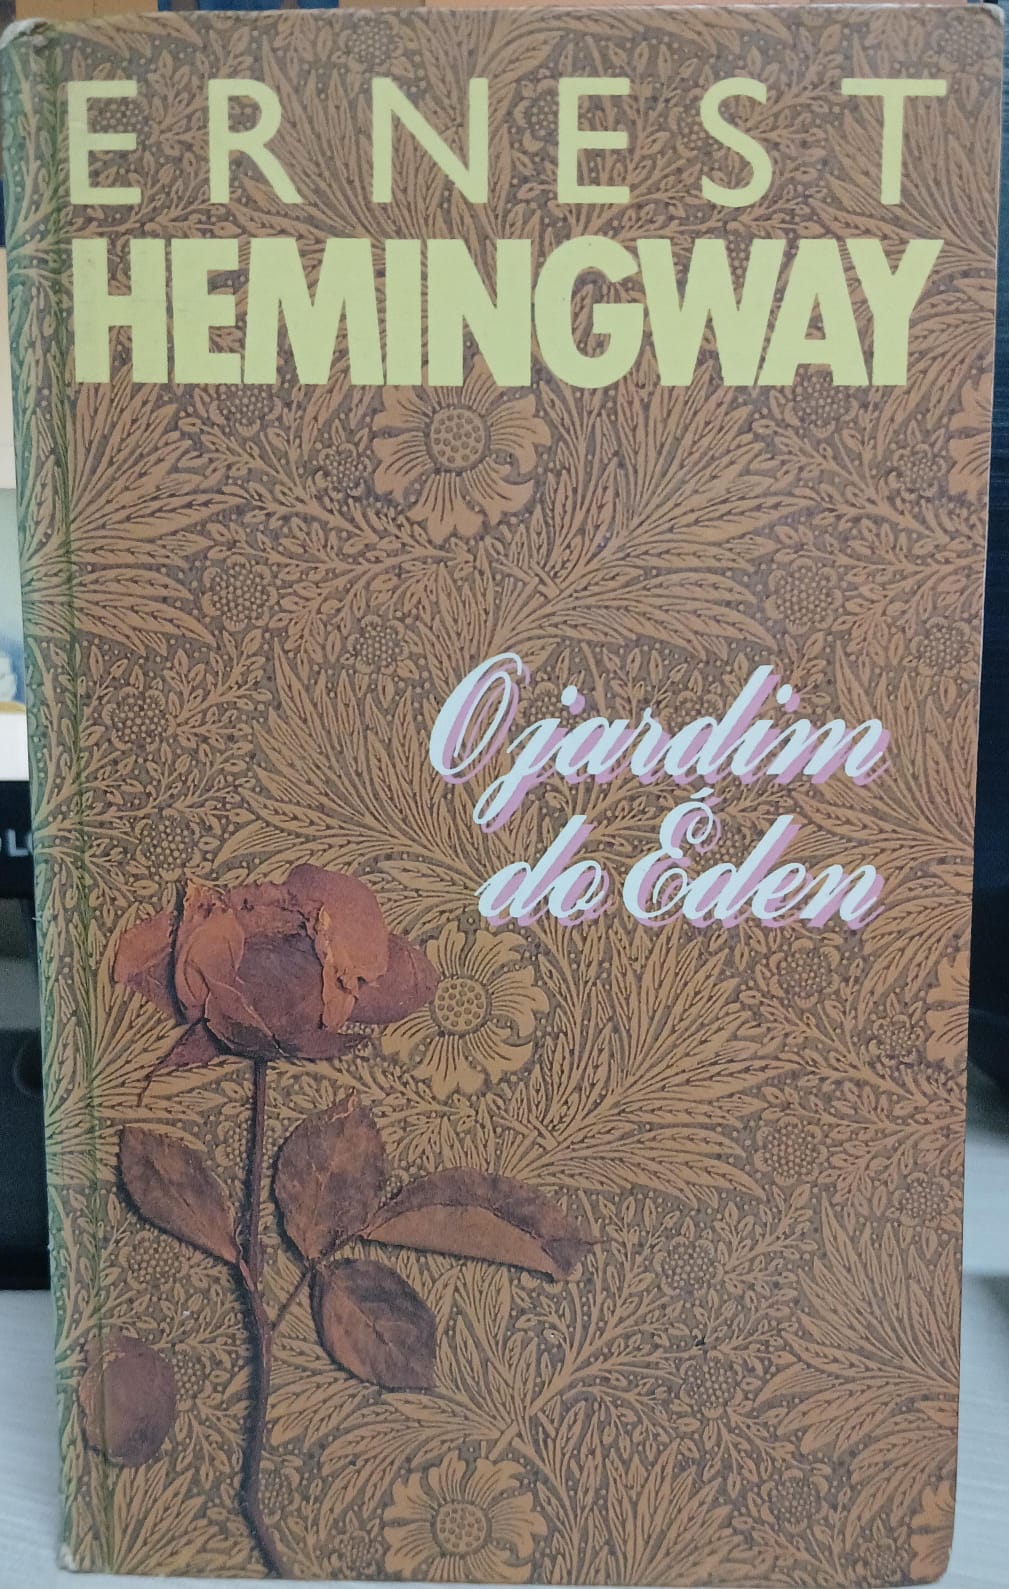 ERNEST
HEMINGWAY
O jardim
do Éden